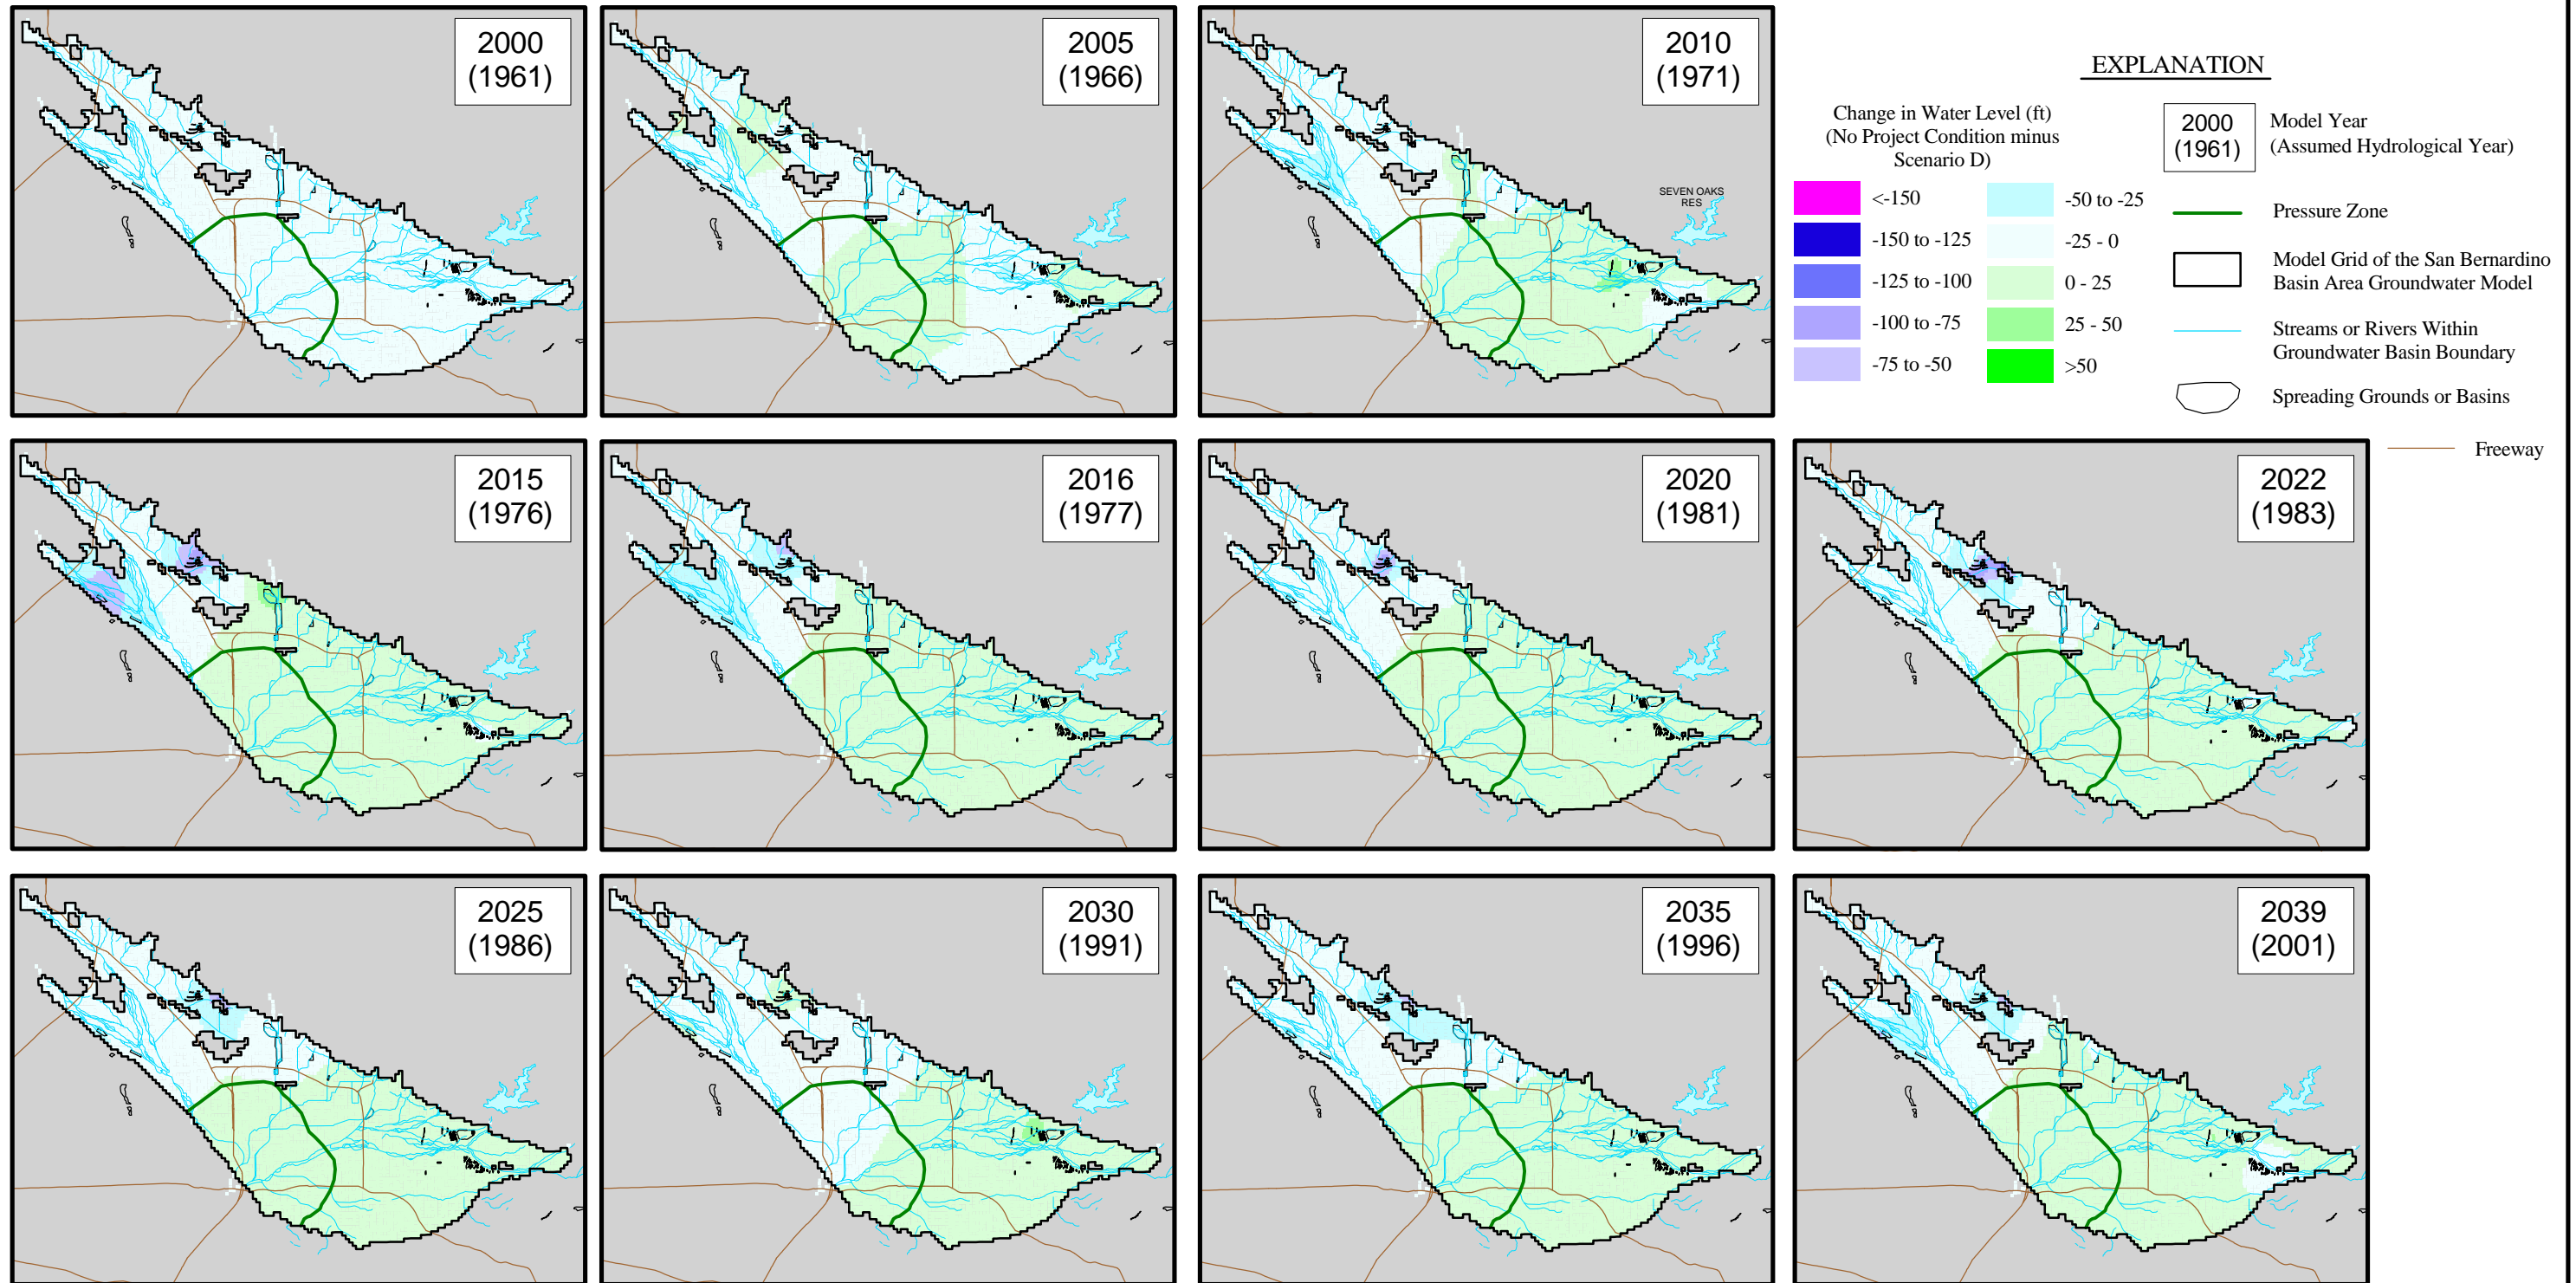 2000
(1961)
2005
(1966)
2010
(1971)
SEVEN OAKS
RES
EXPLANATION
Change in Water Level (ft)
(No Project Condition minus
Scenario D)
<-150
-150 to -125
-125 to -100
-100 to -75
-75 to -50
-50 to -25
-25 - 0
0 - 25
25 - 50
>50
2000
(1961)
Model Year
(Assumed Hydrological Year)
Pressure Zone
Model Grid of the San Bernardino
Basin Area Groundwater Model
Streams or Rivers Within
Groundwater Basin Boundary
Spreading Grounds or Basins
Freeway
2015
(1976)
2016
(1977)
2020
(1981)
2022
(1983)
2025
(1986)
2030
(1991)
2035
(1996)
2039
(2001)